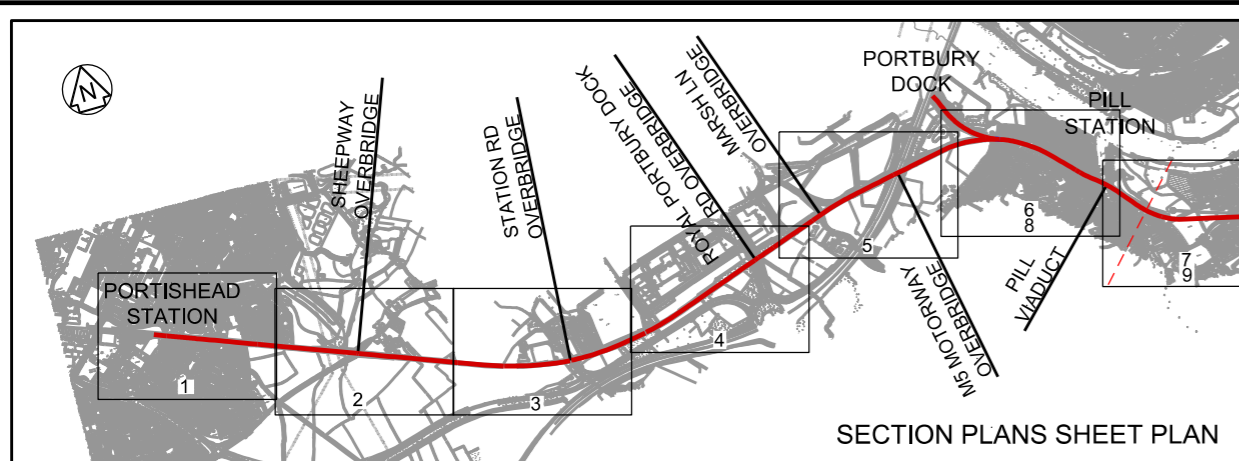 N
PORTISHEAD
STATION
SHEEPWAY
OVERBRIDGE
STATION RD
OVERBRIDGE
ROYAL PORTBURY DOCK
RD OVERBRIDGE
MARSH LN
OVERBRIDGE
PORTBURY
DOCK
PILL
STATION
M5 MOTORWAY
OVERBRIDGE
PILL
VIADUCT
1
2
3
4
5
6
8
7
9
SECTION PLANS SHEET PLAN